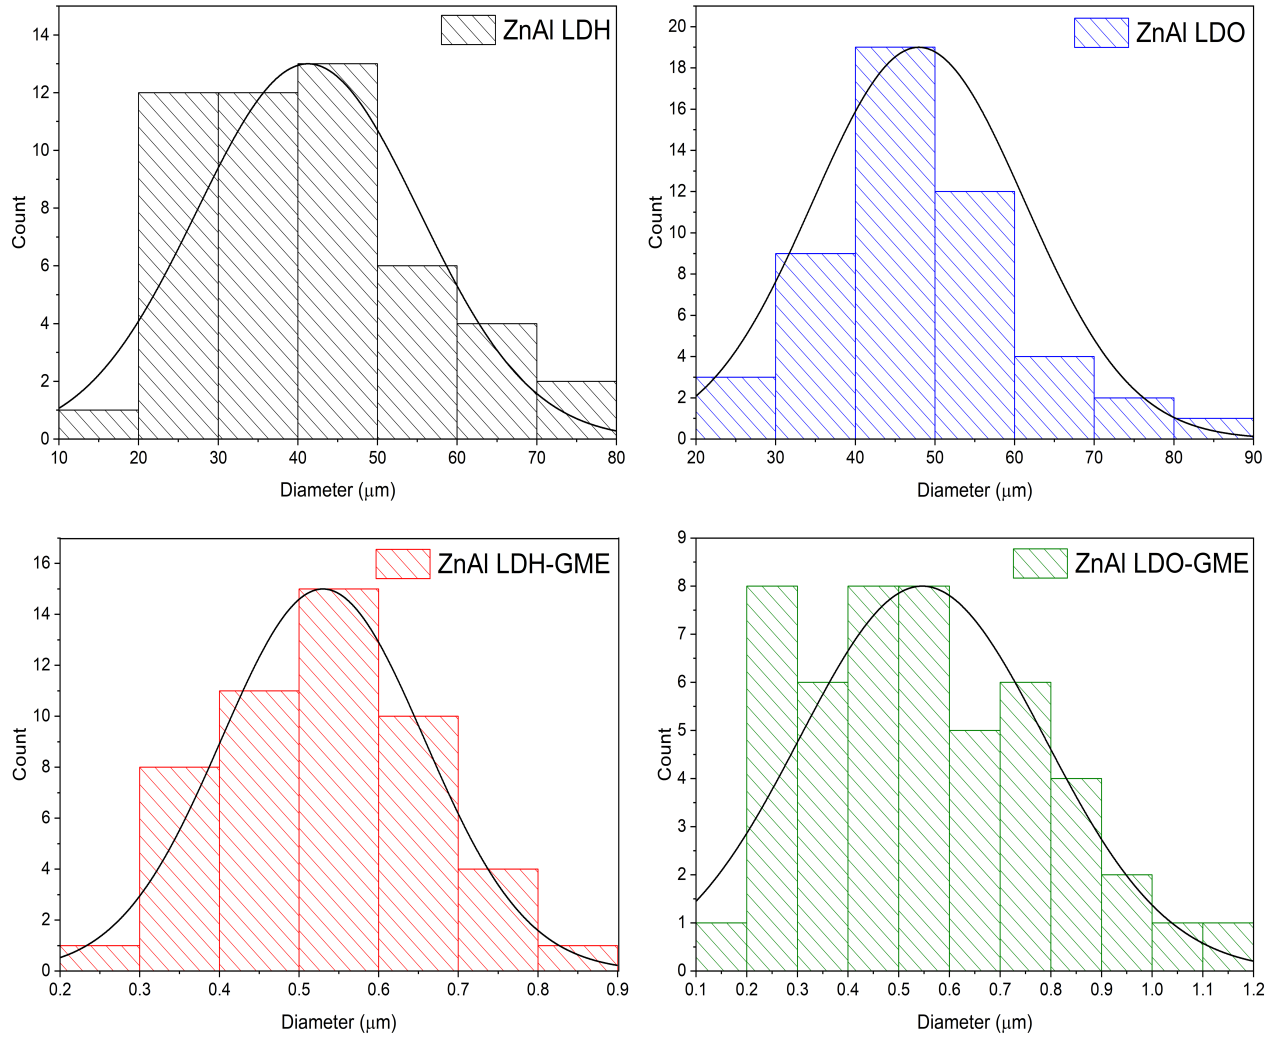 ZnAl LDH
14
12
10
8
6
4
2
0
Count
10 20 30 40 50 60 70 80
Diameter (μm)
ZnAl LDO
20
18
16
14
12
10
8
6
4
2
0
Count
20 30 40 50 60 70 80 90
Diameter (μm)
ZnAl LDH-GME
16
14
12
10
8
6
4
2
0
Count
0.2 0.3 0.4 0.5 0.6 0.7 0.8 0.9
Diameter (μm)
ZnAl LDO-GME
9
8
7
6
5
4
3
2
1
0
Count
0.1 0.2 0.3 0.4 0.5 0.6 0.7 0.8 0.9 1.0 1.1 1.2
Diameter (μm)